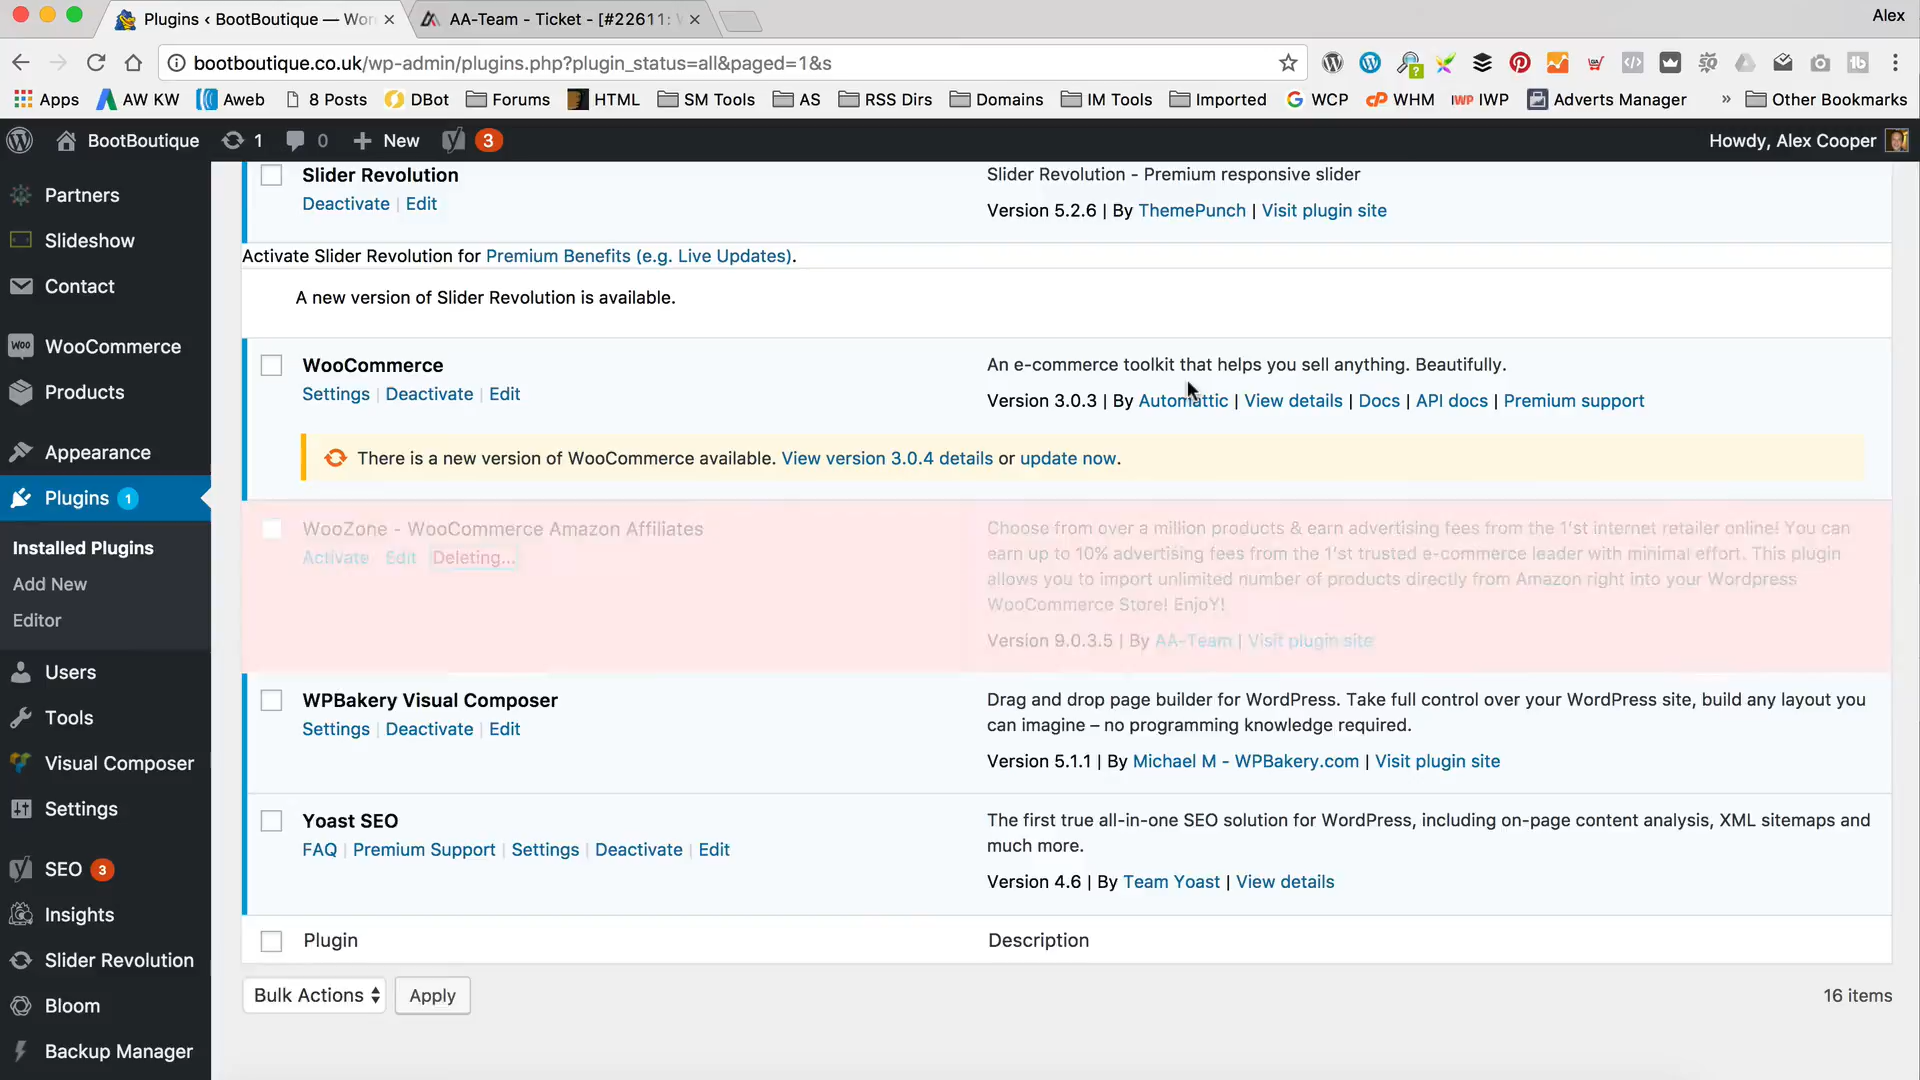 Plugins ‹ BootBoutique — Wor
AA-Team - Ticket - [#22611:
Alex
bootboutique.co.uk/wp-admin/plugins.php?plugin_status=all&paged=1&s
Apps
AW KW
Aweb
8 Posts
DBot
Forums
HTML
SM Tools
AS
RSS Dirs
Domains
IM Tools
Imported
WCP
WHM
IWP
Adverts Manager
»
Other Bookmarks
BootBoutique
1
0
+ New
3
Howdy, Alex Cooper
Partners
Slideshow
Contact
WooCommerce
Products
Appearance
Plugins 1
Installed Plugins
Add New
Editor
Users
Tools
Visual Composer
Settings
SEO 3
Insights
Slider Revolution
Bloom
Backup Manager
Slider Revolution
Deactivate | Edit
Slider Revolution - Premium responsive slider
Version 5.2.6 | By ThemePunch | Visit plugin site
Activate Slider Revolution for Premium Benefits (e.g. Live Updates).
A new version of Slider Revolution is available.
WooCommerce
Settings | Deactivate | Edit
An e-commerce toolkit that helps you sell anything. Beautifully.
Version 3.0.3 | By Automattic | View details | Docs | API docs | Premium support
There is a new version of WooCommerce available. View version 3.0.4 details or update now.
WooZone - WooCommerce Amazon Affiliates
Activate Edit Deleting...
Choose from over a million products & earn advertising fees from the 1'st internet retailer online! You can
earn up to 10% advertising fees from the 1'st trusted e-commerce leader with minimal effort. This plugin
allows you to import unlimited number of products directly from Amazon right into your Wordpress
WooCommerce Store! EnjoY!
Version 9.0.3.5 | By AA-Team | Visit plugin site
WPBakery Visual Composer
Settings | Deactivate | Edit
Drag and drop page builder for WordPress. Take full control over your WordPress site, build any layout you
can imagine – no programming knowledge required.
Version 5.1.1 | By Michael M - WPBakery.com | Visit plugin site
Yoast SEO
FAQ | Premium Support | Settings | Deactivate | Edit
The first true all-in-one SEO solution for WordPress, including on-page content analysis, XML sitemaps and
much more.
Version 4.6 | By Team Yoast | View details
Plugin
Description
Bulk Actions
Apply
16 items